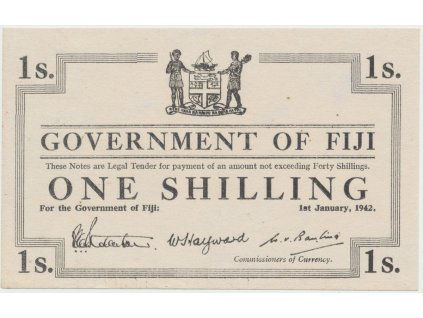 1s. 1s.
GOVERNMENT OF FIJI
These Notes are Legal Tender for payment of an amount not exceeding Forty Shillings.
ONE SHILLING
For the Government of Fiji: 1st January, 1942.
W Hayward
Commissioners of Currency.
1s. 1s.